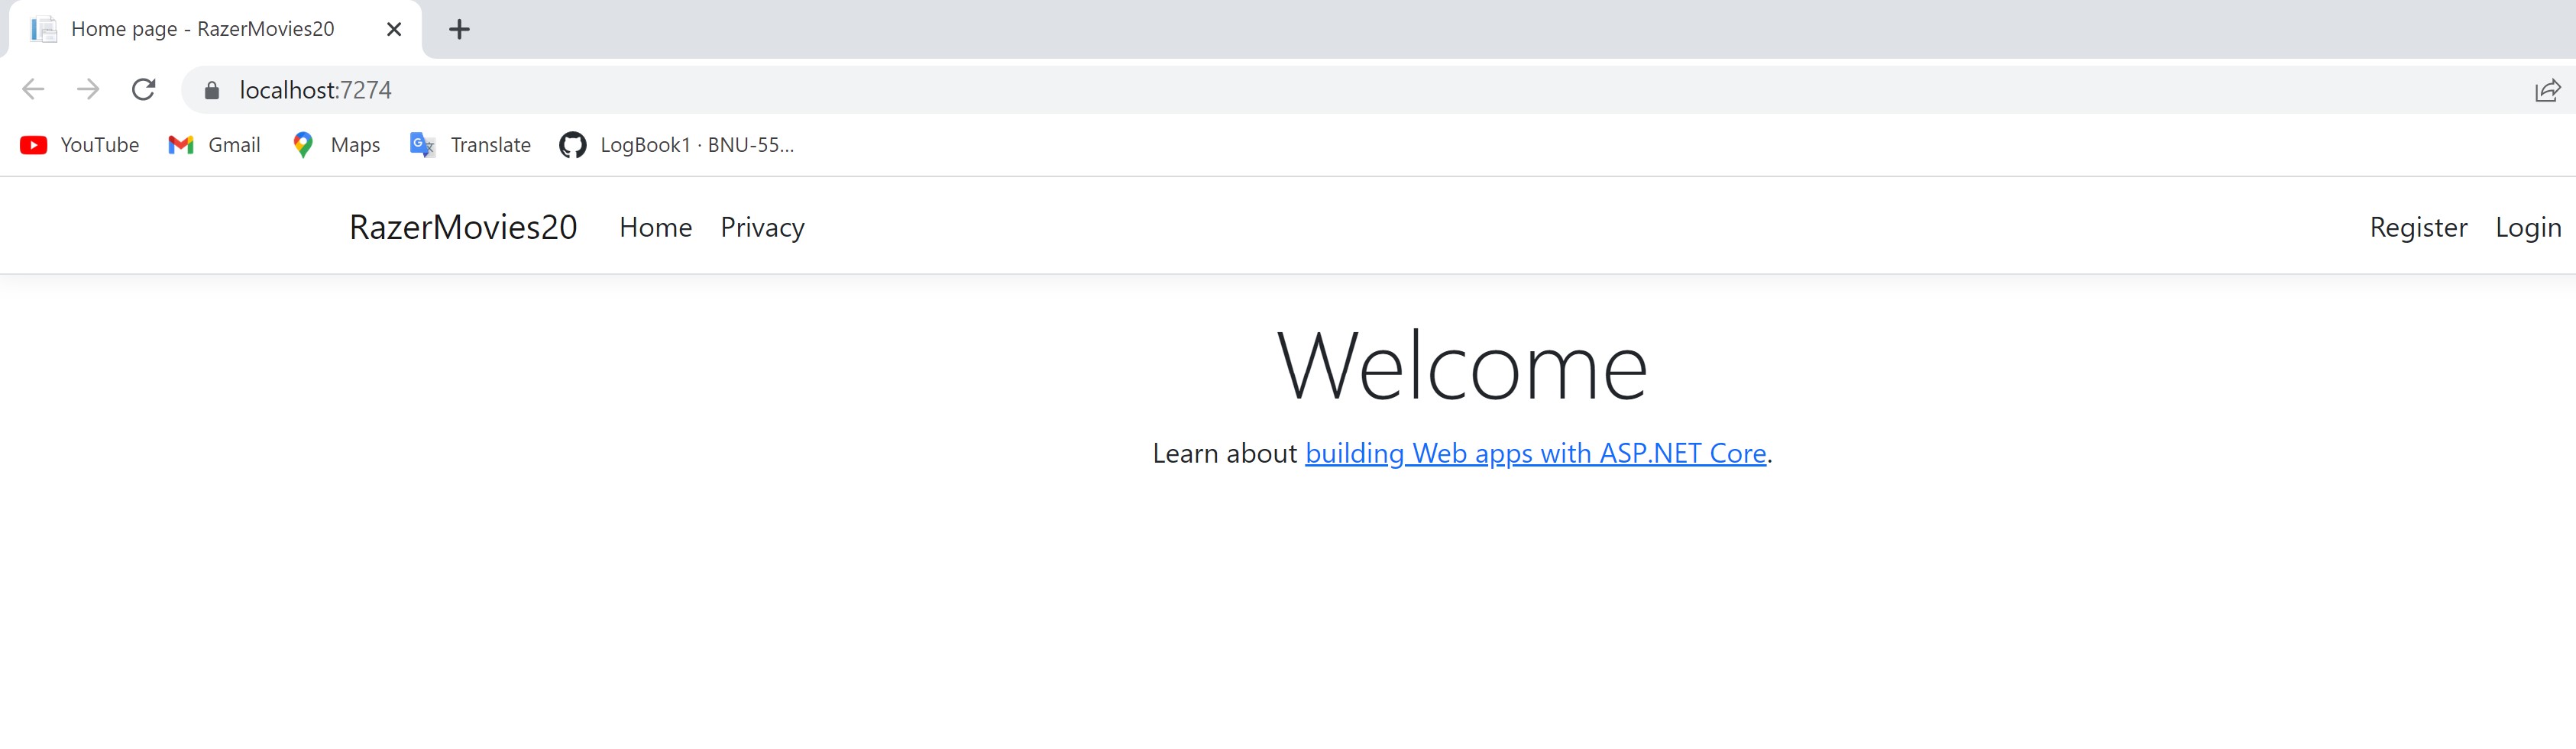 Home page - RazerMovies20
localhost:7274
YouTube Gmail Maps Translate LogBook1 · BNU-55...
RazerMovies20 Home Privacy Register Login
Welcome
Learn about building Web apps with ASP.NET Core.